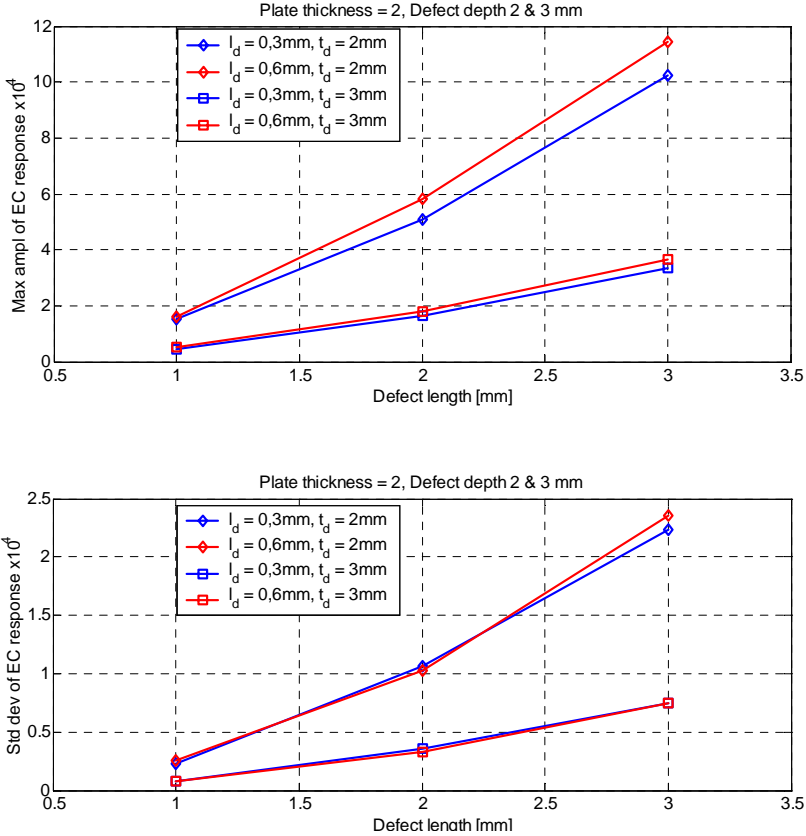 Plate thickness = 2, Defect depth 2 & 3 mm
12
10
8
6
4
2
0
Max ampl of EC response x10^4
l_d = 0,3mm, t_d = 2mm
l_d = 0,6mm, t_d = 2mm
l_d = 0,3mm, t_d = 3mm
l_d = 0,6mm, t_d = 3mm
0.5 1 1.5 2 2.5 3 3.5
Defect length [mm]
Plate thickness = 2, Defect depth 2 & 3 mm
2.5
2
1.5
1
0.5
0
Std dev of EC response x10^4
l_d = 0,3mm, t_d = 2mm
l_d = 0,6mm, t_d = 2mm
l_d = 0,3mm, t_d = 3mm
l_d = 0,6mm, t_d = 3mm
0.5 1 1.5 2 2.5 3 3.5
Defect length [mm]